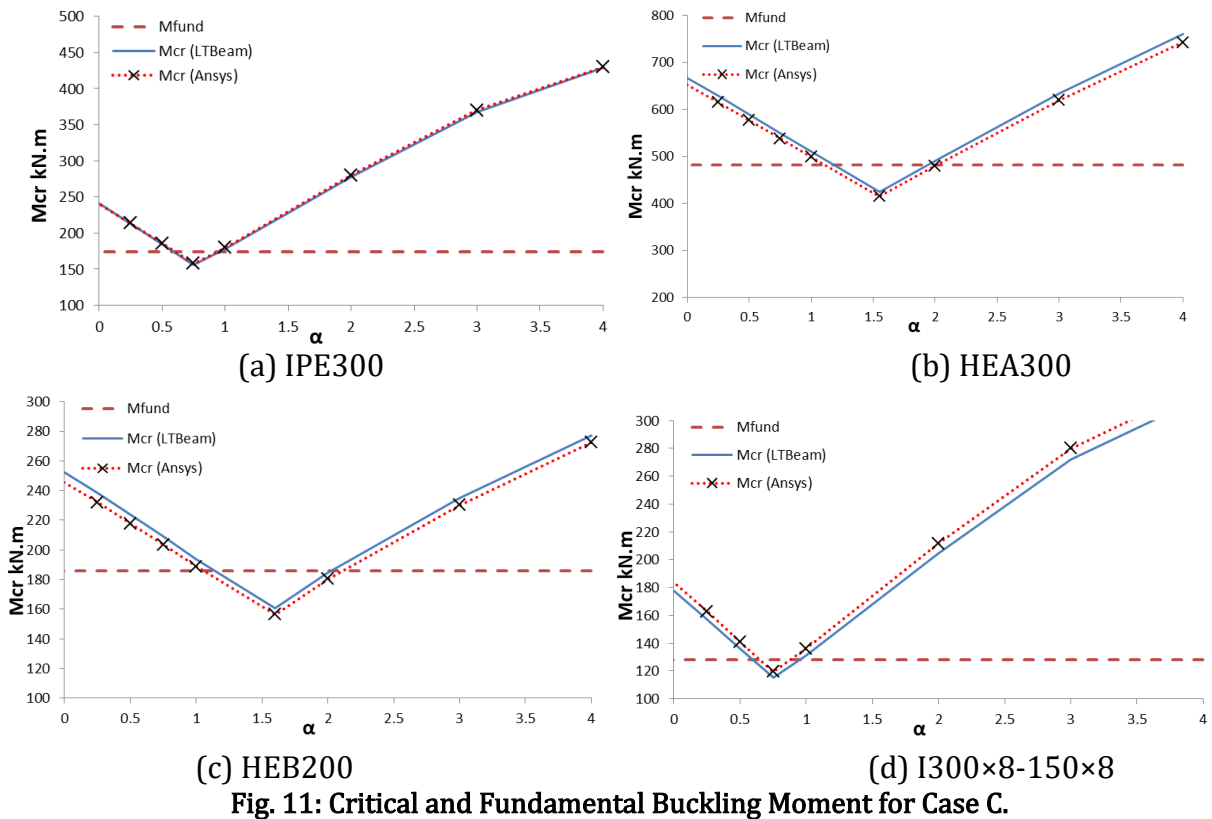 500
450
400
350
300
250
200
150
100
Mcr kN.m
Mfund
Mcr (LTBeam)
Mcr (Ansys)
0 0.5 1 1.5 2 2.5 3 3.5 4
α
(a) IPE300
800
700
600
500
400
300
200
Mcr kN.m
Mfund
Mcr (LTBeam)
Mcr (Ansys)
0 0.5 1 1.5 2 2.5 3 3.5 4
α
(b) HEA300
300
280
260
240
220
200
180
160
140
120
100
Mcr kN.m
Mfund
Mcr (LTBeam)
Mcr (Ansys)
0 0.5 1 1.5 2 2.5 3 3.5 4
α
(c) HEB200
300
280
260
240
220
200
180
160
140
120
100
Mcr kN.m
Mfund
Mcr (LTBeam)
Mcr (Ansys)
0 0.5 1 1.5 2 2.5 3 3.5 4
α
(d) I300×8-150×8
Fig. 11: Critical and Fundamental Buckling Moment for Case C.